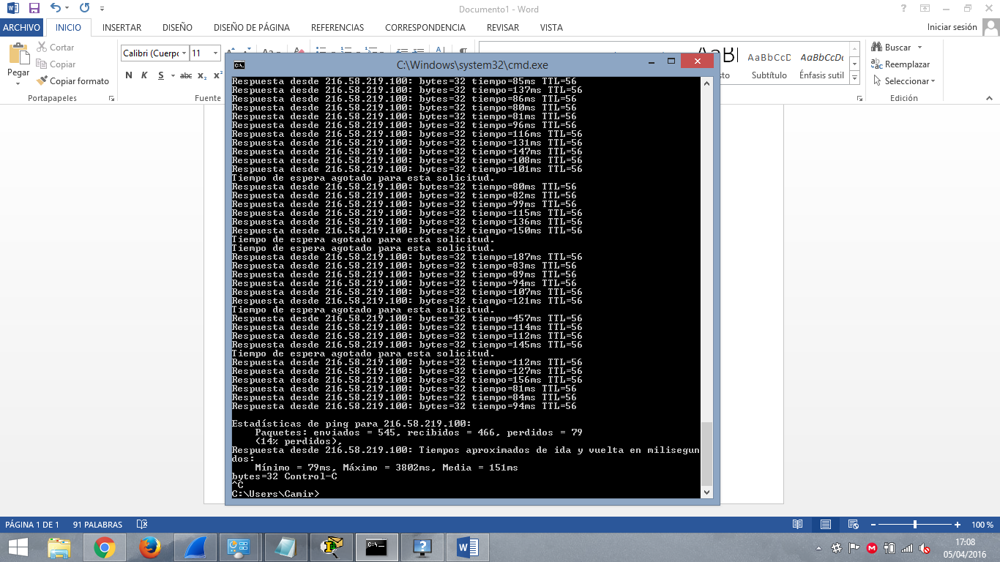 Documento1 - Word
ARCHIVO INICIO INSERTAR DISEÑO DISEÑO DE PÁGINA REFERENCIAS CORRESPONDENCIA REVISAR VISTA Iniciar sesión
Pegar
Cortar
Copiar
Copiar formato
Portapapeles
Calibri (Cuerpo 11
N K S abc x₂ x²
Fuente
AaBbCcD AaBbCcDc
Subtítulo Énfasis sutil
Buscar
Reemplazar
Seleccionar
Edición
C:\Windows\system32\cmd.exe
Respuesta desde 216.58.219.100: bytes=32 tiempo=85ms TTL=56
Respuesta desde 216.58.219.100: bytes=32 tiempo=137ms TTL=56
Respuesta desde 216.58.219.100: bytes=32 tiempo=86ms TTL=56
Respuesta desde 216.58.219.100: bytes=32 tiempo=80ms TTL=56
Respuesta desde 216.58.219.100: bytes=32 tiempo=81ms TTL=56
Respuesta desde 216.58.219.100: bytes=32 tiempo=96ms TTL=56
Respuesta desde 216.58.219.100: bytes=32 tiempo=116ms TTL=56
Respuesta desde 216.58.219.100: bytes=32 tiempo=131ms TTL=56
Respuesta desde 216.58.219.100: bytes=32 tiempo=147ms TTL=56
Respuesta desde 216.58.219.100: bytes=32 tiempo=108ms TTL=56
Respuesta desde 216.58.219.100: bytes=32 tiempo=101ms TTL=56
Tiempo de espera agotado para esta solicitud.
Respuesta desde 216.58.219.100: bytes=32 tiempo=80ms TTL=56
Respuesta desde 216.58.219.100: bytes=32 tiempo=82ms TTL=56
Respuesta desde 216.58.219.100: bytes=32 tiempo=99ms TTL=56
Respuesta desde 216.58.219.100: bytes=32 tiempo=115ms TTL=56
Respuesta desde 216.58.219.100: bytes=32 tiempo=136ms TTL=56
Respuesta desde 216.58.219.100: bytes=32 tiempo=150ms TTL=56
Tiempo de espera agotado para esta solicitud.
Tiempo de espera agotado para esta solicitud.
Respuesta desde 216.58.219.100: bytes=32 tiempo=187ms TTL=56
Respuesta desde 216.58.219.100: bytes=32 tiempo=83ms TTL=56
Respuesta desde 216.58.219.100: bytes=32 tiempo=89ms TTL=56
Respuesta desde 216.58.219.100: bytes=32 tiempo=94ms TTL=56
Respuesta desde 216.58.219.100: bytes=32 tiempo=107ms TTL=56
Respuesta desde 216.58.219.100: bytes=32 tiempo=121ms TTL=56
Tiempo de espera agotado para esta solicitud.
Respuesta desde 216.58.219.100: bytes=32 tiempo=457ms TTL=56
Respuesta desde 216.58.219.100: bytes=32 tiempo=114ms TTL=56
Respuesta desde 216.58.219.100: bytes=32 tiempo=112ms TTL=56
Respuesta desde 216.58.219.100: bytes=32 tiempo=145ms TTL=56
Tiempo de espera agotado para esta solicitud.
Respuesta desde 216.58.219.100: bytes=32 tiempo=112ms TTL=56
Respuesta desde 216.58.219.100: bytes=32 tiempo=127ms TTL=56
Respuesta desde 216.58.219.100: bytes=32 tiempo=156ms TTL=56
Respuesta desde 216.58.219.100: bytes=32 tiempo=81ms TTL=56
Respuesta desde 216.58.219.100: bytes=32 tiempo=84ms TTL=56
Respuesta desde 216.58.219.100: bytes=32 tiempo=94ms TTL=56
Estadísticas de ping para 216.58.219.100:
Paquetes: enviados = 545, recibidos = 466, perdidos = 79
(14% perdidos),
Respuesta desde 216.58.219.100: Tiempos aproximados de ida y vuelta en milisegun
dos:
Mínimo = 79ms, Máximo = 3802ms, Media = 151ms
bytes=32 Control-C
^C
C:\Users\Camir>
PÁGINA 1 DE 1 91 PALABRAS 100 %
17:08
05/04/2016